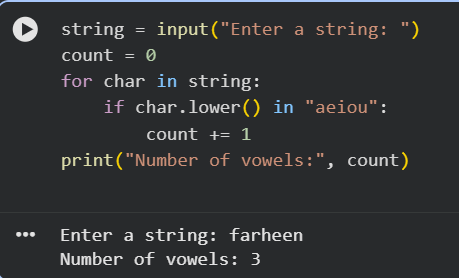 string = input("Enter a string: ")
count = 0
for char in string:
    if char.lower() in "aeiou":
        count += 1
print("Number of vowels:", count)
Enter a string: farheen
Number of vowels: 3